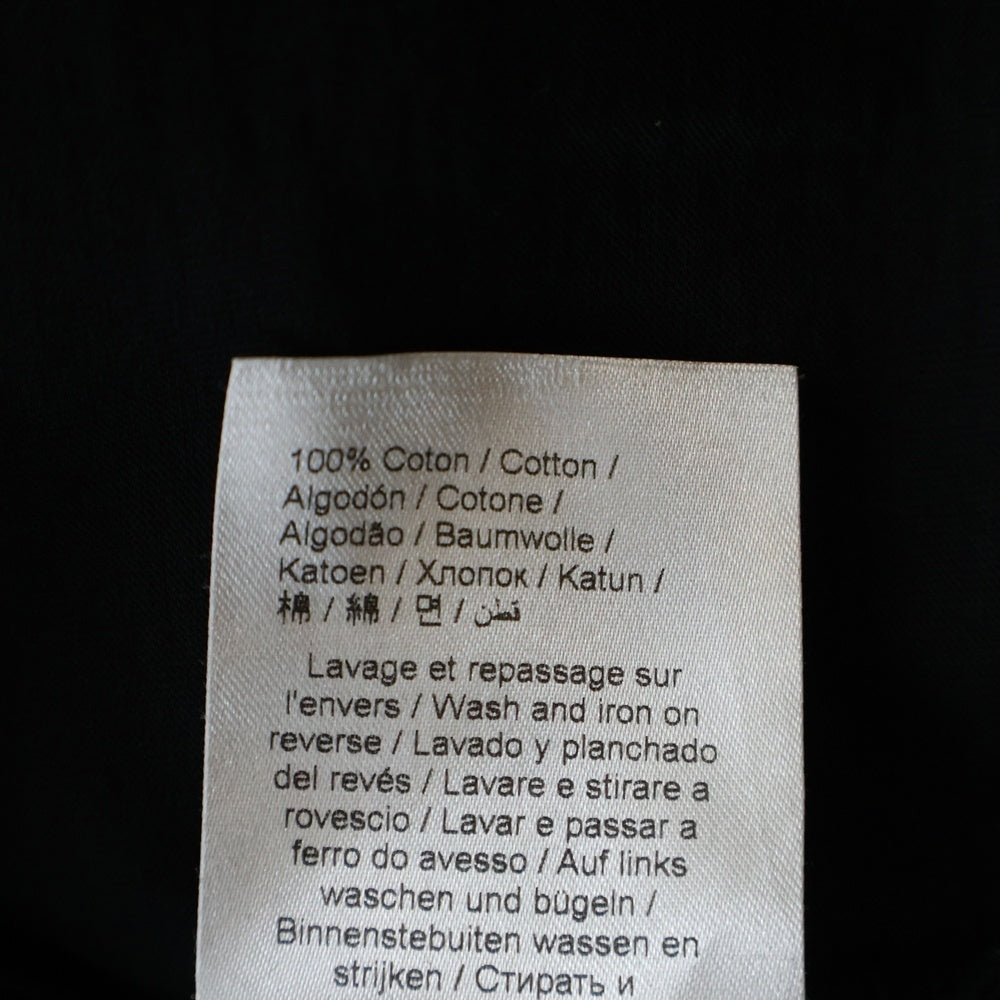 100% Coton / Cotton /
Algodón / Cotone /
Algodão / Baumwolle /
Katoen / Хлопок / Katun /
棉 / 綿 / 면 / قطن
Lavage et repassage sur
l'envers / Wash and iron on
reverse / Lavado y planchado
del revés / Lavare e stirare a
rovescio / Lavar e passar a
ferro do avesso / Auf links
waschen und bügeln /
Binnenstebuiten wassen en
strijken / Стирать и